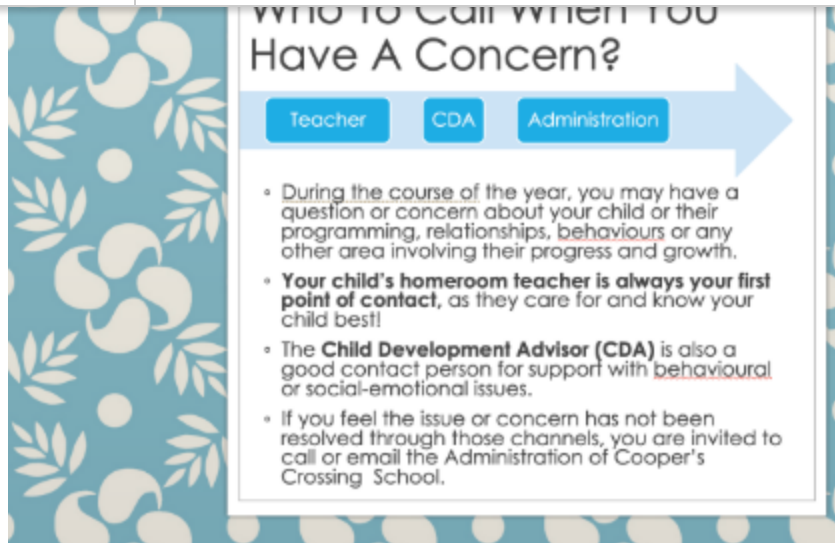 Who To Call When You
Have A Concern?
Teacher
CDA
Administration
During the course of the year, you may have a
question or concern about your child or their
programming, relationships, behaviours or any
other area involving their progress and growth.
Your child's homeroom teacher is always your first
point of contact, as they care for and know your
child best!
The Child Development Advisor (CDA) is also a
good contact person for support with behavioural
or social-emotional issues.
If you feel the issue or concern has not been
resolved through those channels, you are invited to
call or email the Administration of Cooper's
Crossing School.